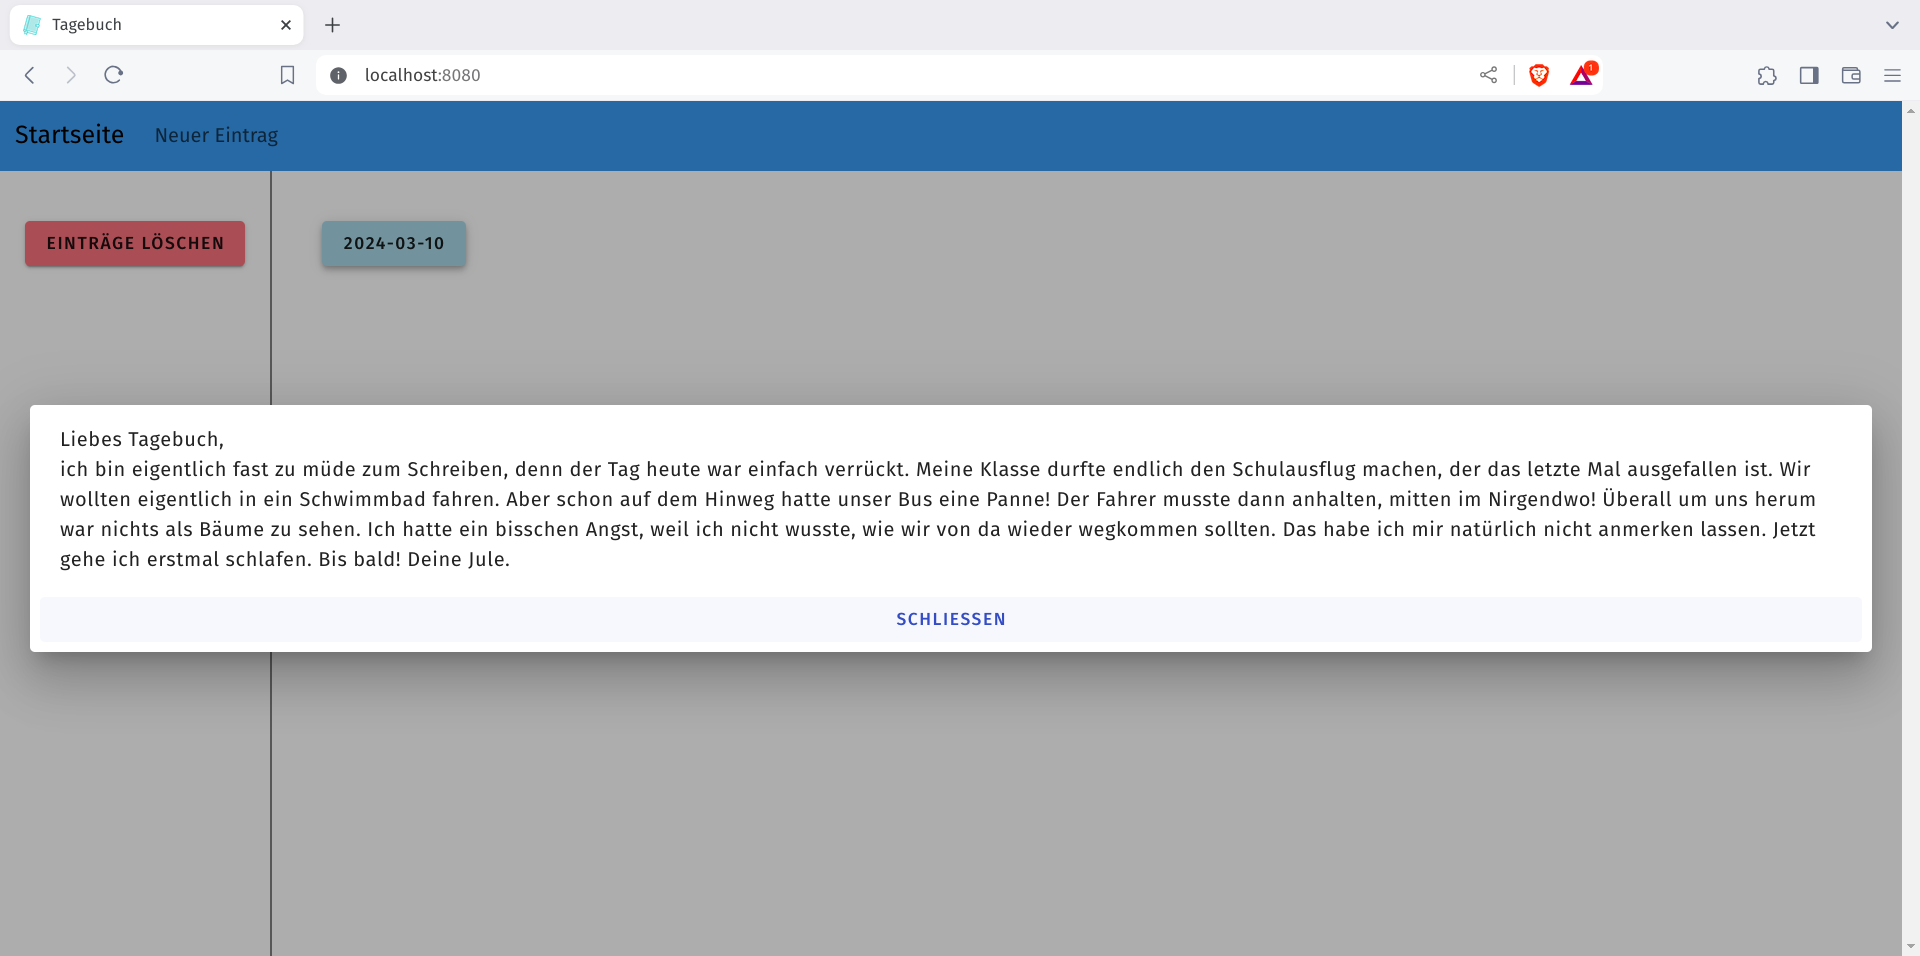 Tagebuch
localhost:8080
1
Startseite
Neuer Eintrag
EINTRÄGE LÖSCHEN
2024-03-10
Liebes Tagebuch,
ich bin eigentlich fast zu müde zum Schreiben, denn der Tag heute war einfach verrückt. Meine Klasse durfte endlich den Schulausflug machen, der das letzte Mal ausgefallen ist. Wir
wollten eigentlich in ein Schwimmbad fahren. Aber schon auf dem Hinweg hatte unser Bus eine Panne! Der Fahrer musste dann anhalten, mitten im Nirgendwo! Überall um uns herum
war nichts als Bäume zu sehen. Ich hatte ein bisschen Angst, weil ich nicht wusste, wie wir von da wieder wegkommen sollten. Das habe ich mir natürlich nicht anmerken lassen. Jetzt
gehe ich erstmal schlafen. Bis bald! Deine Jule.
SCHLIESSEN